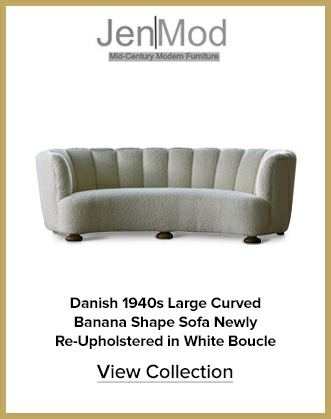 Jen|Mod
Mid-Century Modern Furniture
Danish 1940s Large Curved
Banana Shape Sofa Newly
Re-Upholstered in White Boucle
View Collection